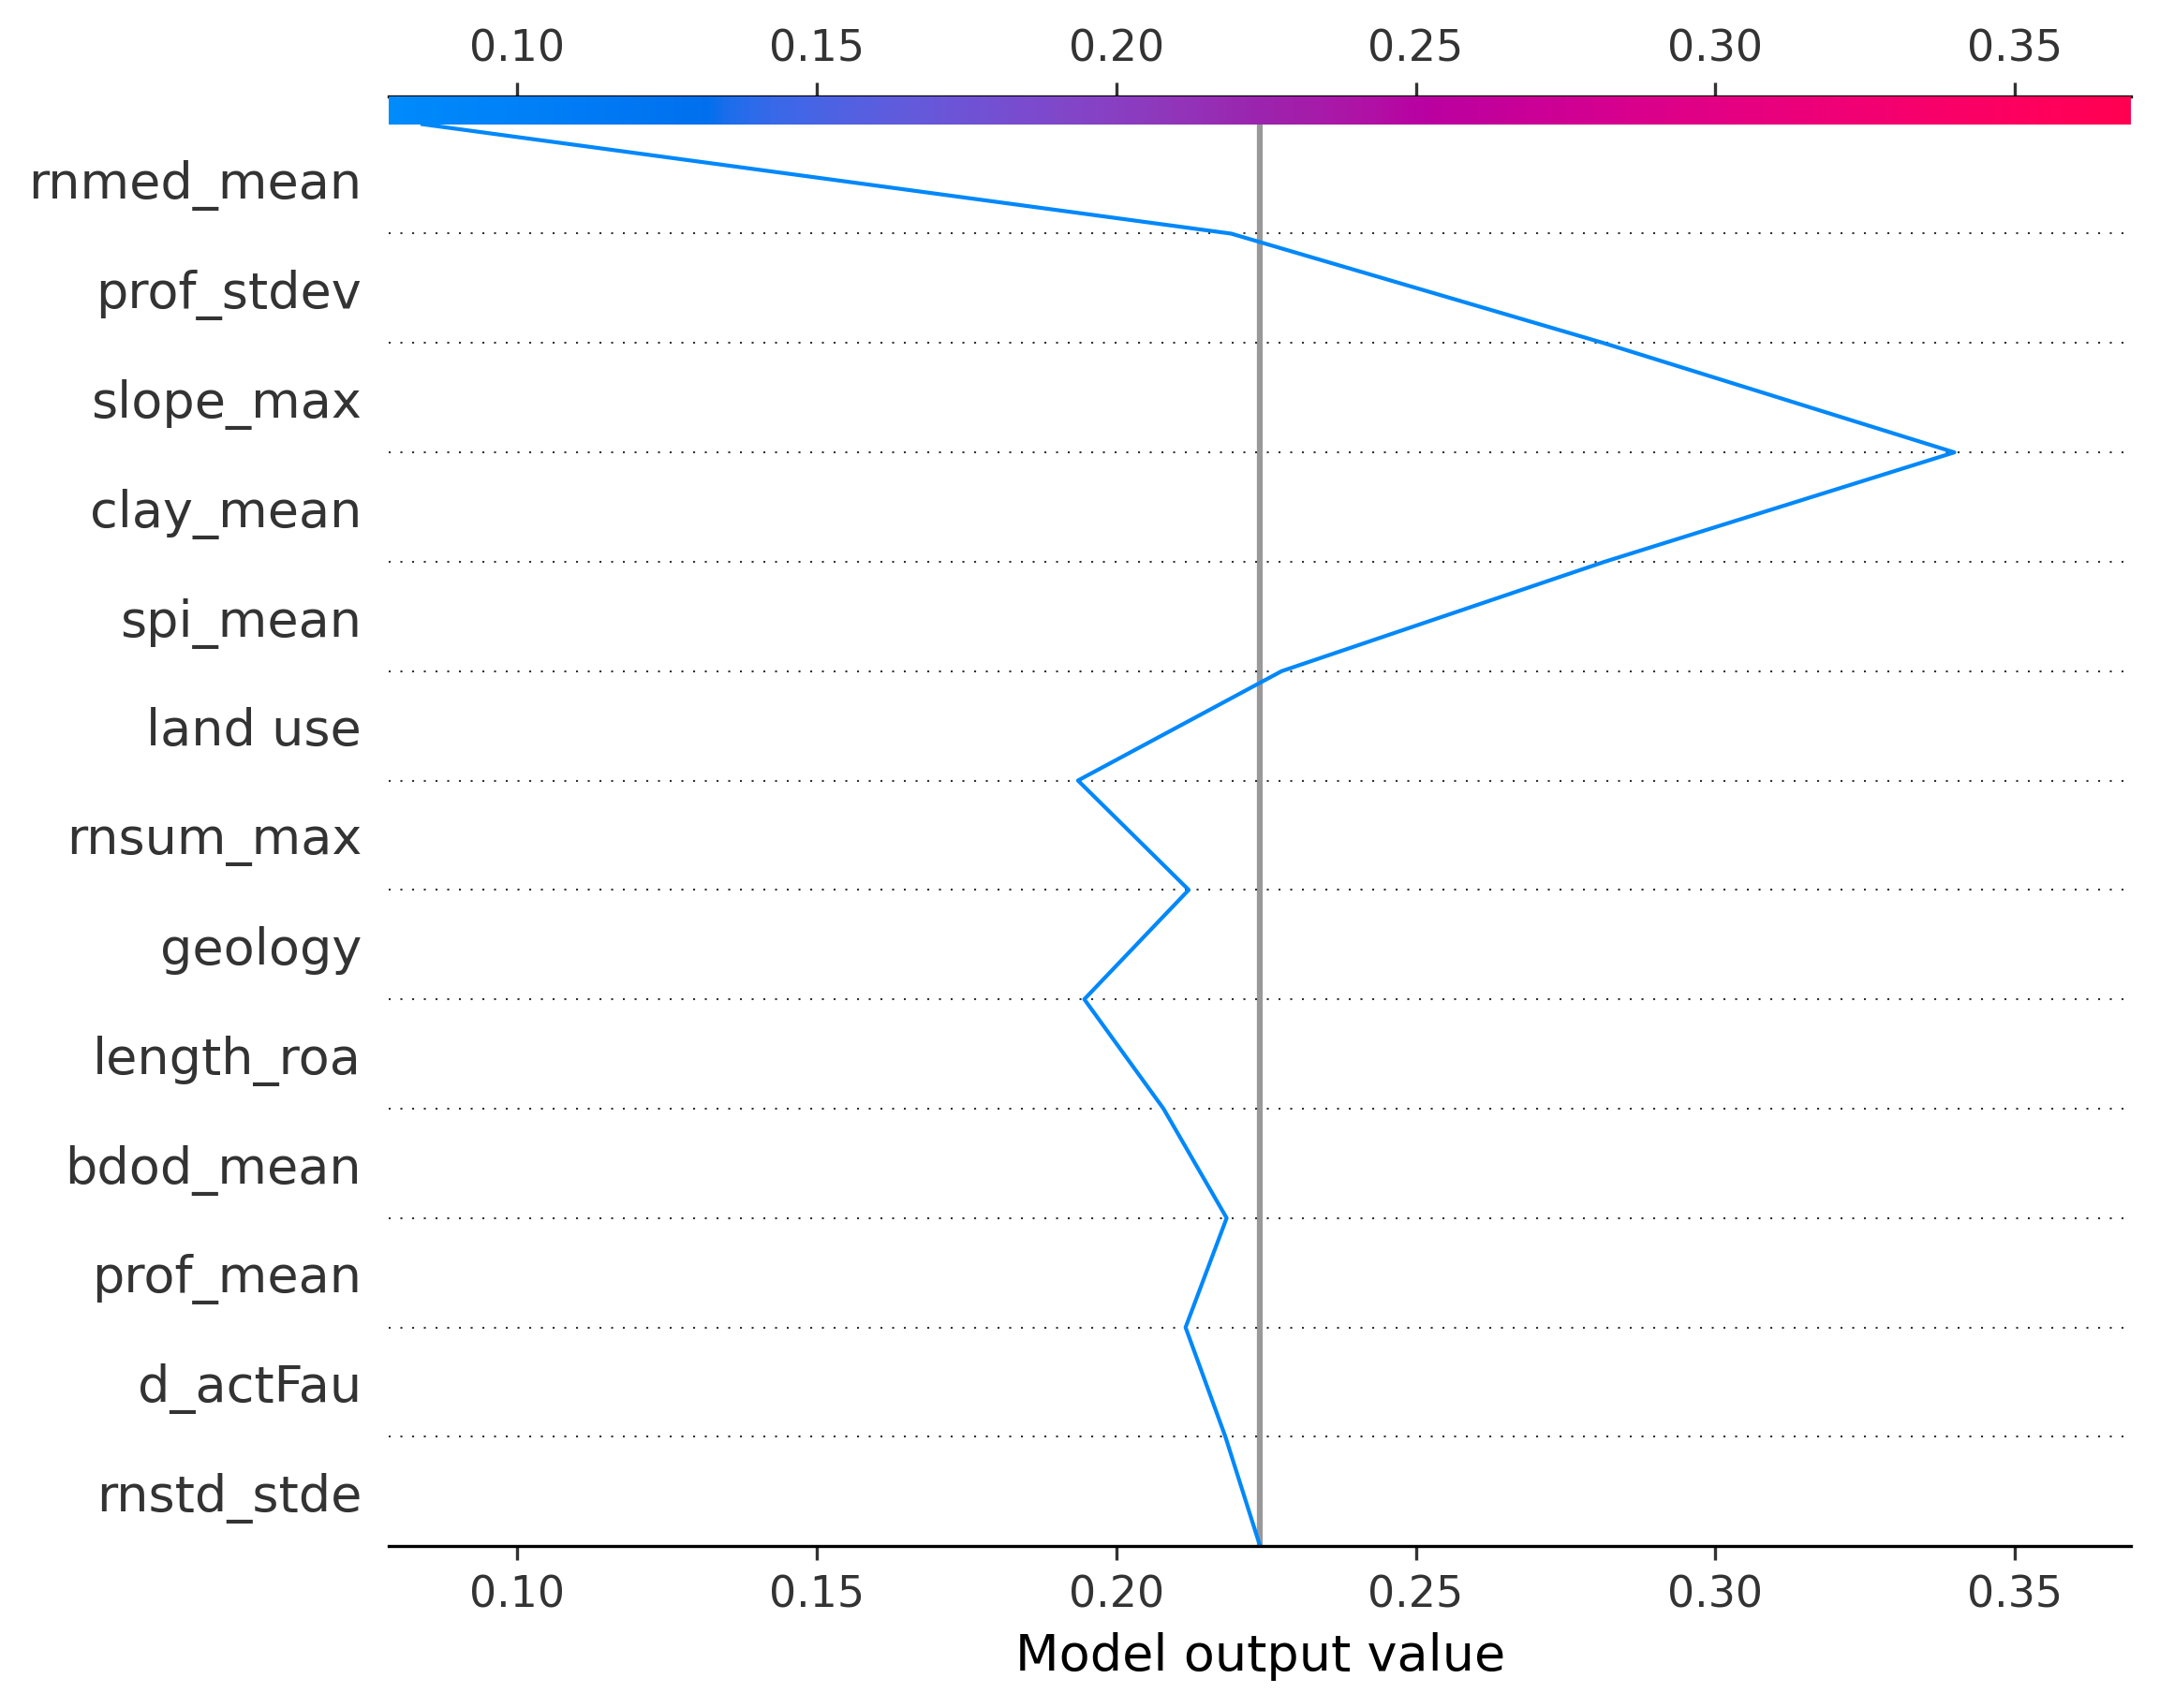 0.10 0.15 0.20 0.25 0.30 0.35
rnmed_mean
prof_stdev
slope_max
clay_mean
spi_mean
land use
rnsum_max
geology
length_roa
bdod_mean
prof_mean
d_actFau
rnstd_stde
0.10 0.15 0.20 0.25 0.30 0.35
Model output value